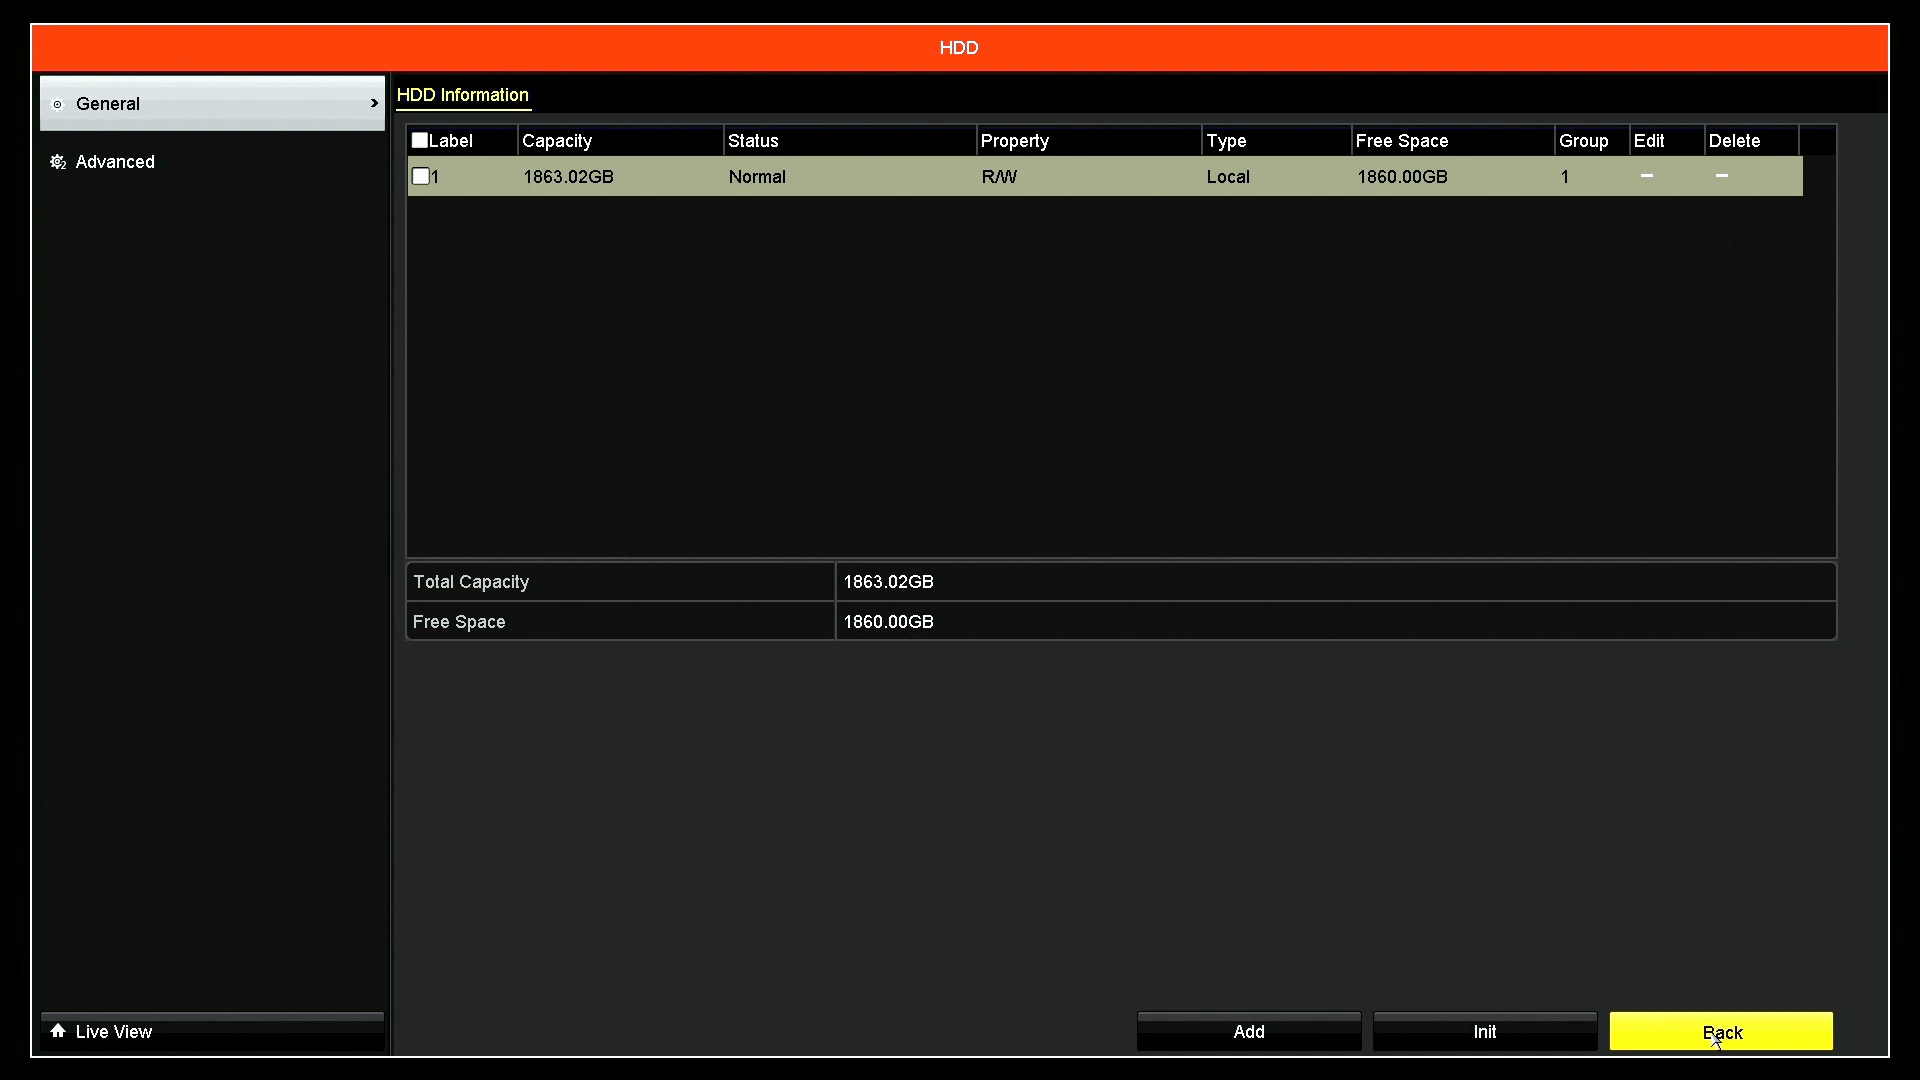 HDD
General
Advanced
HDD Information
Label Capacity Status Property Type Free Space Group Edit Delete
1 1863.02GB Normal R/W Local 1860.00GB 1 — —
Total Capacity 1863.02GB
Free Space 1860.00GB
Live View Add Init Back